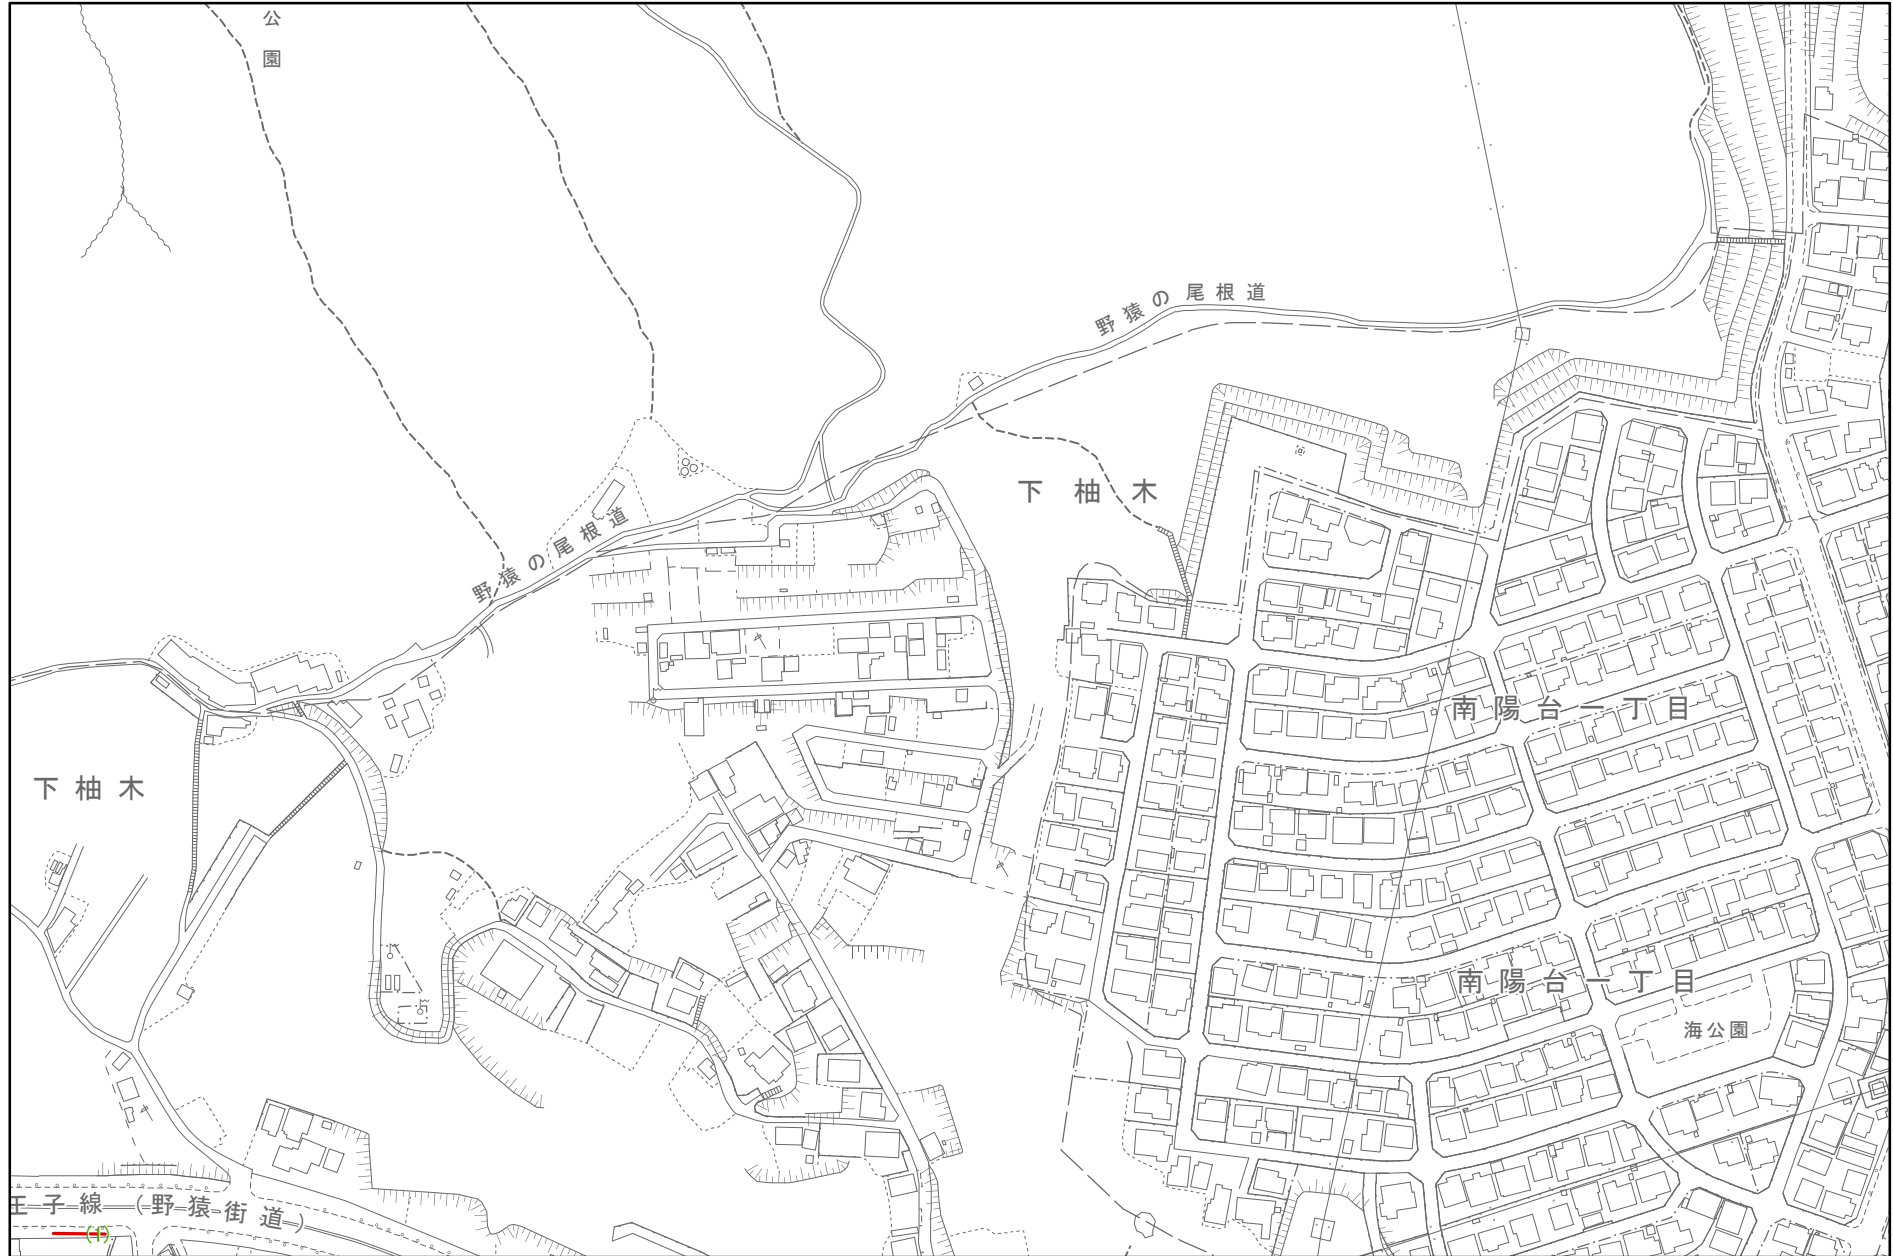 公園
野猿の尾根道
下柚木
野猿の尾根道
南陽台一丁目
下柚木
南陽台一丁目
海公園
王子線（野猿街道）
(1)